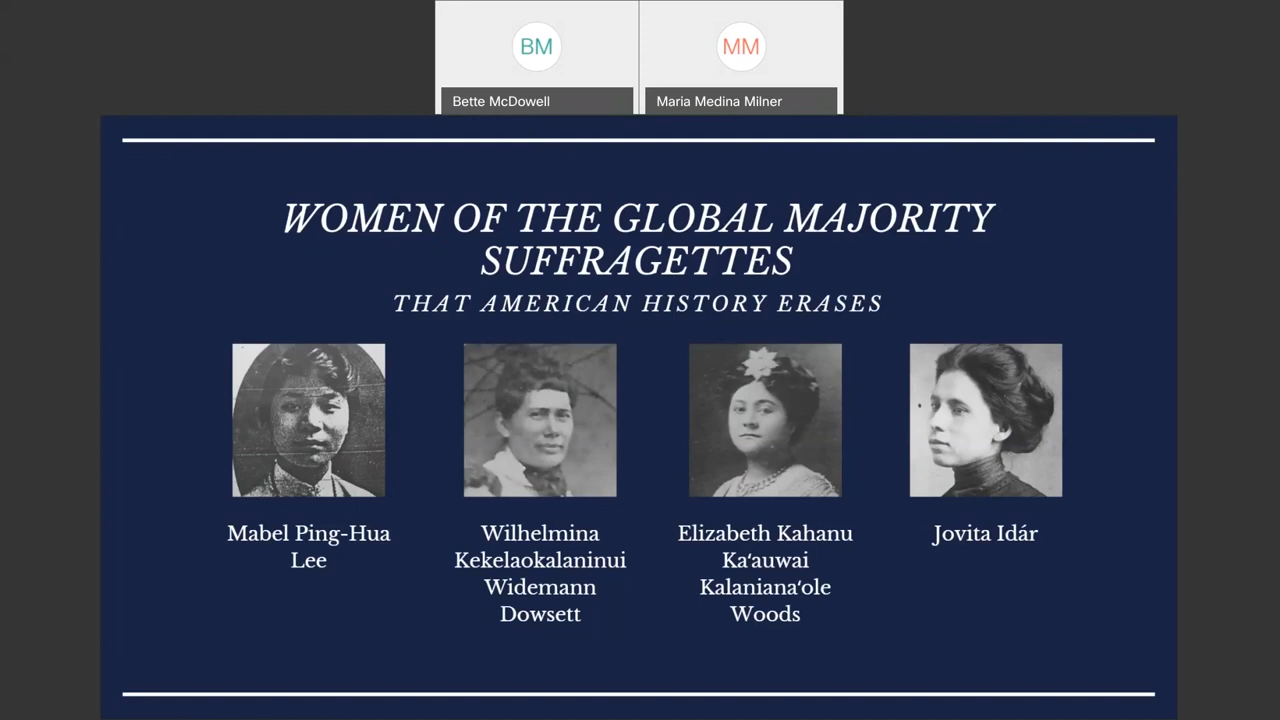 BM
MM
Bette McDowell
Maria Medina Milner
WOMEN OF THE GLOBAL MAJORITY
SUFFRAGETTES
THAT AMERICAN HISTORY ERASES
Mabel Ping-Hua
Lee
Wilhelmina
Kekelaokalaninui
Widemann
Dowsett
Elizabeth Kahanu
Kaʻauwai
Kalanianaʻole
Woods
Jovita Idár